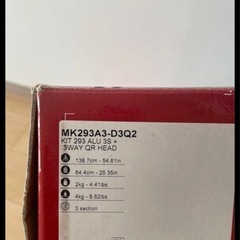 MK293A3-D3Q2
KIT 293 ALU 3S +
3WAY QR HEAD
138.7cm - 54.61in
64.4cm - 25.35in
2kg - 4.41lbs
4kg - 8.82lbs
3 section